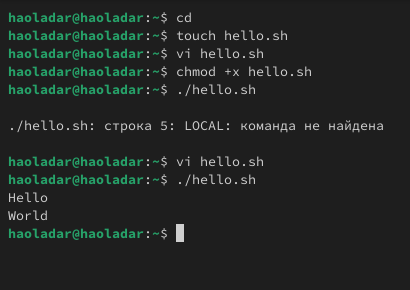 haoladar@haoladar:~$ cd
haoladar@haoladar:~$ touch hello.sh
haoladar@haoladar:~$ vi hello.sh
haoladar@haoladar:~$ chmod +x hello.sh
haoladar@haoladar:~$ ./hello.sh
./hello.sh: строка 5: LOCAL: команда не найдена
haoladar@haoladar:~$ vi hello.sh
haoladar@haoladar:~$ ./hello.sh
Hello
World
haoladar@haoladar:~$